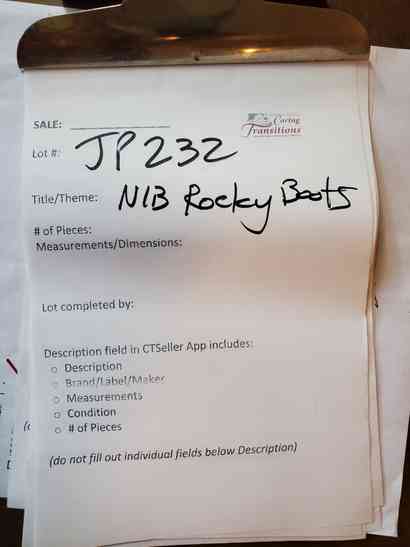 SALE: ____________
Caring
Transitions
Lot #: JP232
Title/Theme: NIB Rocky Boots
# of Pieces:
Measurements/Dimensions:
Lot completed by:
Description field in CTSeller App includes:
o Description
o Brand/Label/Maker
o Measurements
o Condition
o # of Pieces
(do not fill out individual fields below Description)